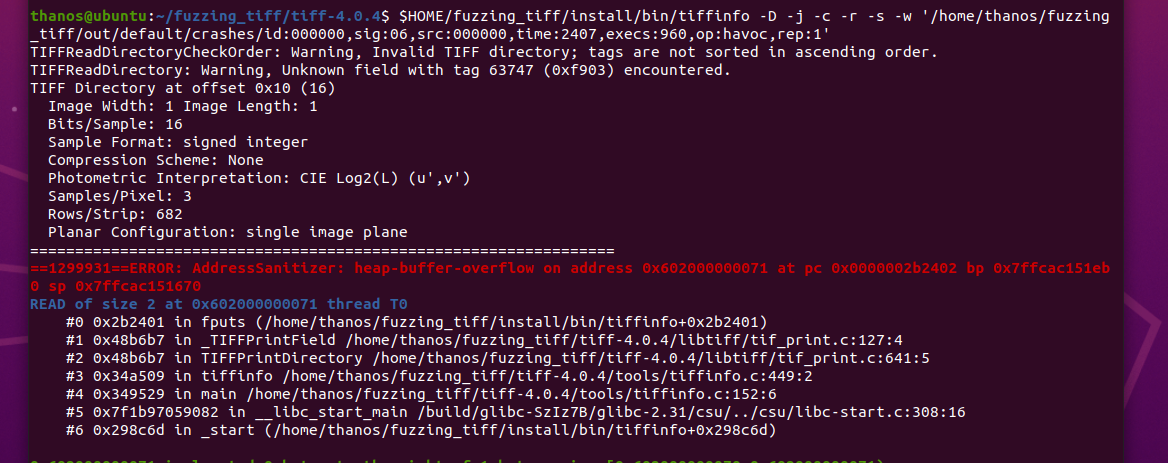 thanos@ubuntu:~/fuzzing_tiff/tiff-4.0.4$ $HOME/fuzzing_tiff/install/bin/tiffinfo -D -j -c -r -s -w '/home/thanos/fuzzing
_tiff/out/default/crashes/id:000000,sig:06,src:000000,time:2407,execs:960,op:havoc,rep:1'
TIFFReadDirectoryCheckOrder: Warning, Invalid TIFF directory; tags are not sorted in ascending order.
TIFFReadDirectory: Warning, Unknown field with tag 63747 (0xf903) encountered.
TIFF Directory at offset 0x10 (16)
  Image Width: 1 Image Length: 1
  Bits/Sample: 16
  Sample Format: signed integer
  Compression Scheme: None
  Photometric Interpretation: CIE Log2(L) (u',v')
  Samples/Pixel: 3
  Rows/Strip: 682
  Planar Configuration: single image plane
=================================================================
==1299931==ERROR: AddressSanitizer: heap-buffer-overflow on address 0x602000000071 at pc 0x0000002b2402 bp 0x7ffcac151eb
0 sp 0x7ffcac151670
READ of size 2 at 0x602000000071 thread T0
    #0 0x2b2401 in fputs (/home/thanos/fuzzing_tiff/install/bin/tiffinfo+0x2b2401)
    #1 0x48b6b7 in _TIFFPrintField /home/thanos/fuzzing_tiff/tiff-4.0.4/libtiff/tif_print.c:127:4
    #2 0x48b6b7 in TIFFPrintDirectory /home/thanos/fuzzing_tiff/tiff-4.0.4/libtiff/tif_print.c:641:5
    #3 0x34a509 in tiffinfo /home/thanos/fuzzing_tiff/tiff-4.0.4/tools/tiffinfo.c:449:2
    #4 0x349529 in main /home/thanos/fuzzing_tiff/tiff-4.0.4/tools/tiffinfo.c:152:6
    #5 0x7f1b97059082 in __libc_start_main /build/glibc-SzIz7B/glibc-2.31/csu/../csu/libc-start.c:308:16
    #6 0x298c6d in _start (/home/thanos/fuzzing_tiff/install/bin/tiffinfo+0x298c6d)